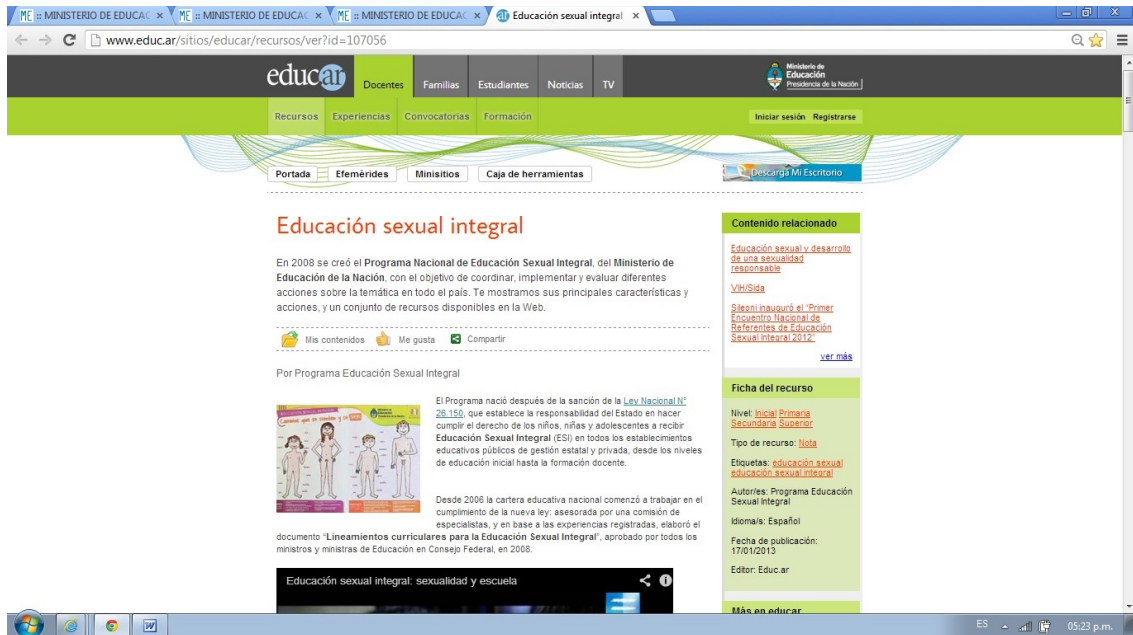 ME :: MINISTERIO DE EDUCAC
ME :: MINISTERIO DE EDUCAC
ME :: MINISTERIO DE EDUCAC
Educación sexual integral
www.educ.ar/sitios/educar/recursos/ver?id=107056
educar
Docentes
Familias
Estudiantes
Noticias
TV
Ministerio de
Educación
Presidencia de la Nación
Recursos
Experiencias
Convocatorias
Formación
Iniciar sesión Registrarse
Portada
Efemérides
Minisitios
Caja de herramientas
Descargá Mi Escritorio
Educación sexual integral
En 2008 se creó el Programa Nacional de Educación Sexual Integral, del Ministerio de
Educación de la Nación, con el objetivo de coordinar, implementar y evaluar diferentes
acciones sobre la temática en todo el país. Te mostramos sus principales características y
acciones, y un conjunto de recursos disponibles en la Web.
Mis contenidos
Me gusta
Compartir
Por Programa Educación Sexual Integral
El Programa nació después de la sanción de la Ley Nacional N°
26.150, que establece la responsabilidad del Estado en hacer
cumplir el derecho de los niños, niñas y adolescentes a recibir
Educación Sexual Integral (ESI) en todos los establecimientos
educativos públicos de gestión estatal y privada, desde los niveles
de educación inicial hasta la formación docente.
Desde 2006 la cartera educativa nacional comenzó a trabajar en el
cumplimiento de la nueva ley: asesorada por una comisión de
especialistas, y en base a las experiencias registradas, elaboró el
documento "Lineamientos curriculares para la Educación Sexual Integral", aprobado por todos los
ministros y ministras de Educación en Consejo Federal, en 2008.
Educación sexual integral: sexualidad y escuela
Contenido relacionado
Educación sexual y desarrollo
de una sexualidad
responsable
VIH/Sida
Sileoni inauguró el "Primer
Encuentro Nacional de
Referentes de Educación
Sexual Integral 2012"
ver más
Ficha del recurso
Nivel: Inicial Primaria
Secundaria Superior
Tipo de recurso: Nota
Etiquetas: educación sexual
educación sexual integral
Autor/es: Programa Educación
Sexual Integral
Idioma/s: Español
Fecha de publicación:
17/01/2013
Editor: Educ.ar
Más en educar
ES
05:23 p.m.